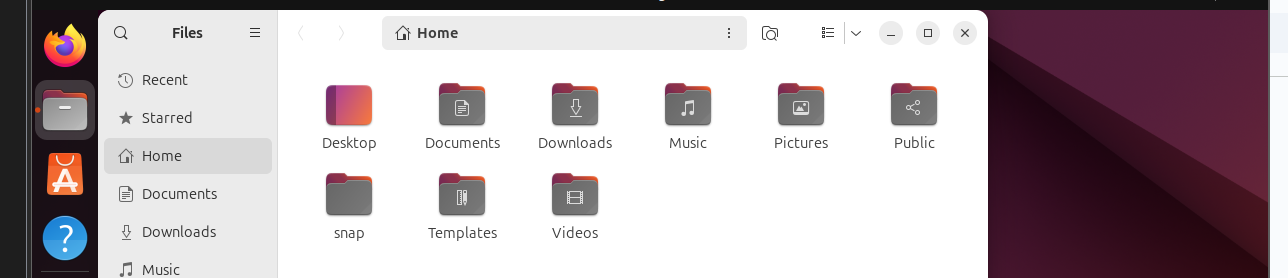 Files
Home
Recent
Starred
Home
Documents
Downloads
Music
Desktop
Documents
Downloads
Music
Pictures
Public
snap
Templates
Videos